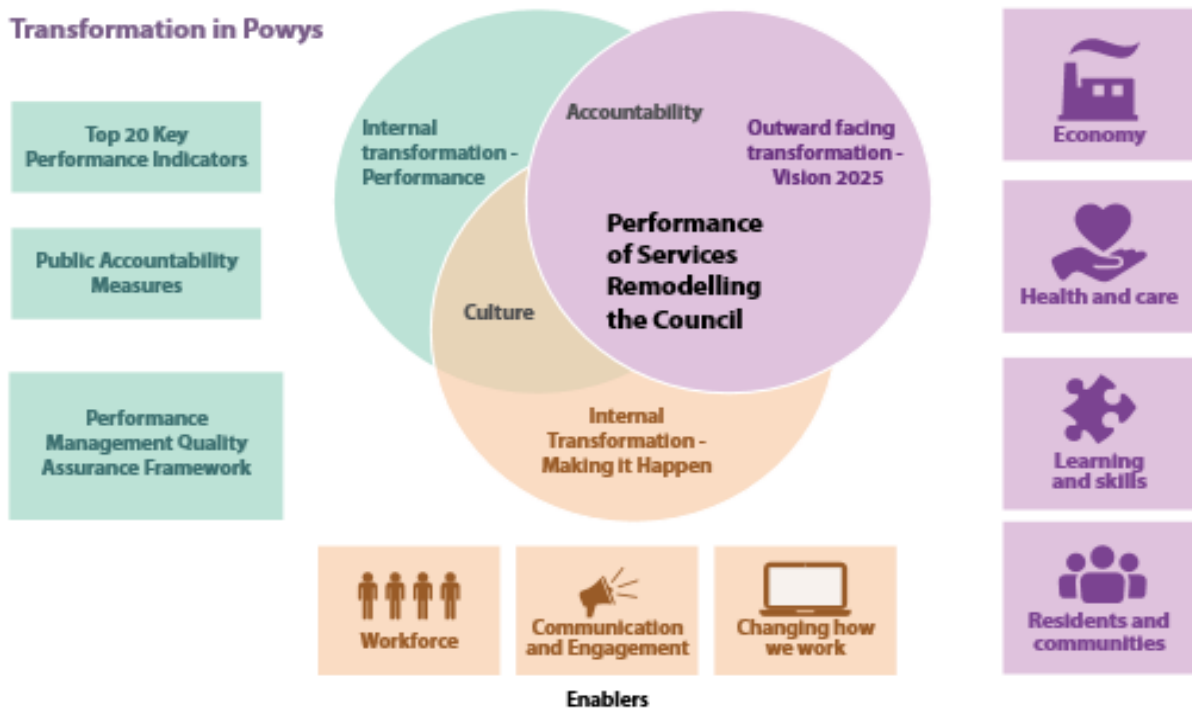 Transformation in Powys
Top 20 Key
Performance Indicators
Public Accountability
Measures
Performance
Management Quality
Assurance Framework
Internal
transformation -
Performance
Accountability
Outward facing
transformation -
Vision 2025
Performance
of Services
Remodelling
the Council
Culture
Internal
Transformation -
Making it Happen
Economy
Health and care
Learning
and skills
Residents and
communities
Workforce
Communication
and Engagement
Changing how
we work
Enablers